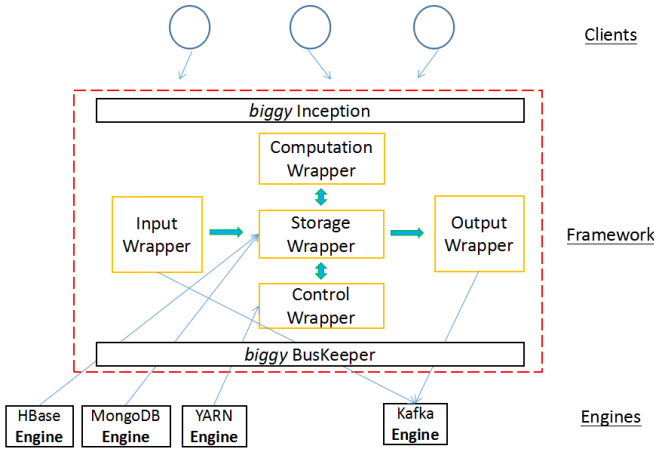 Clients
biggy Inception
Computation
Wrapper
Input
Wrapper
Storage
Wrapper
Output
Wrapper
Framework
Control
Wrapper
biggy BusKeeper
HBase
Engine
MongoDB
Engine
YARN
Engine
Kafka
Engine
Engines